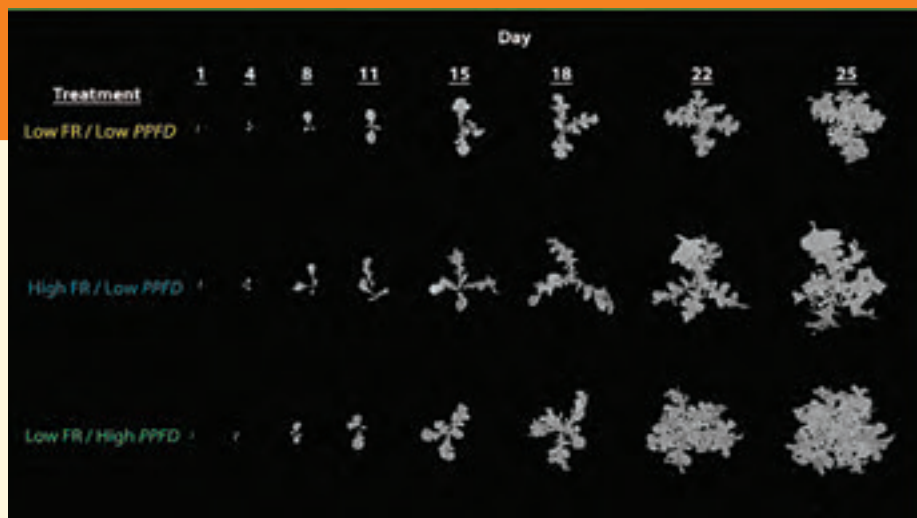 Day
1 4 8 11 15 18 22 25
Treatment
Low FR / Low PPFD
High FR / Low PPFD
Low FR / High PPFD